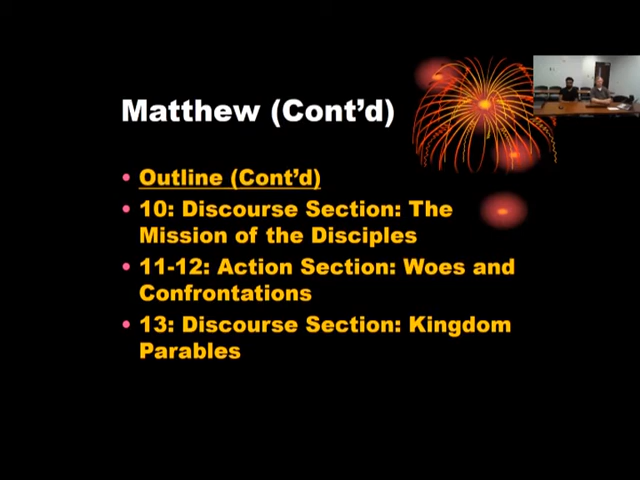 Matthew (Cont’d)
• Outline (Cont’d)
• 10: Discourse Section: The
Mission of the Disciples
• 11-12: Action Section: Woes and
Confrontations
• 13: Discourse Section: Kingdom
Parables